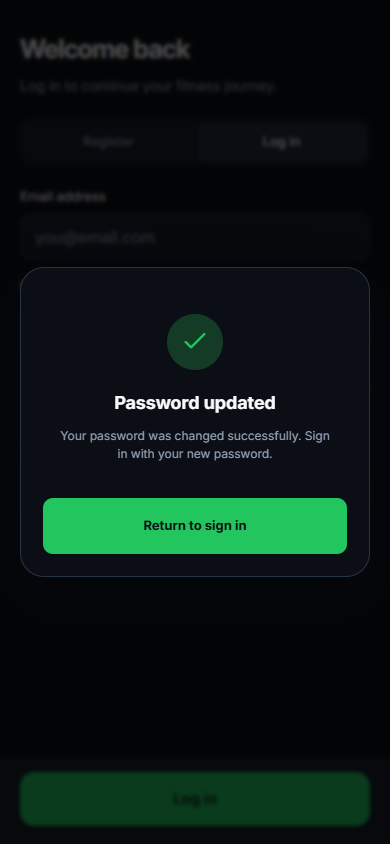 Welcome back
Log in to continue your fitness journey.
Register
Log in
Email address
you@email.com
Password updated
Your password was changed successfully. Sign
in with your new password.
Return to sign in
Log in